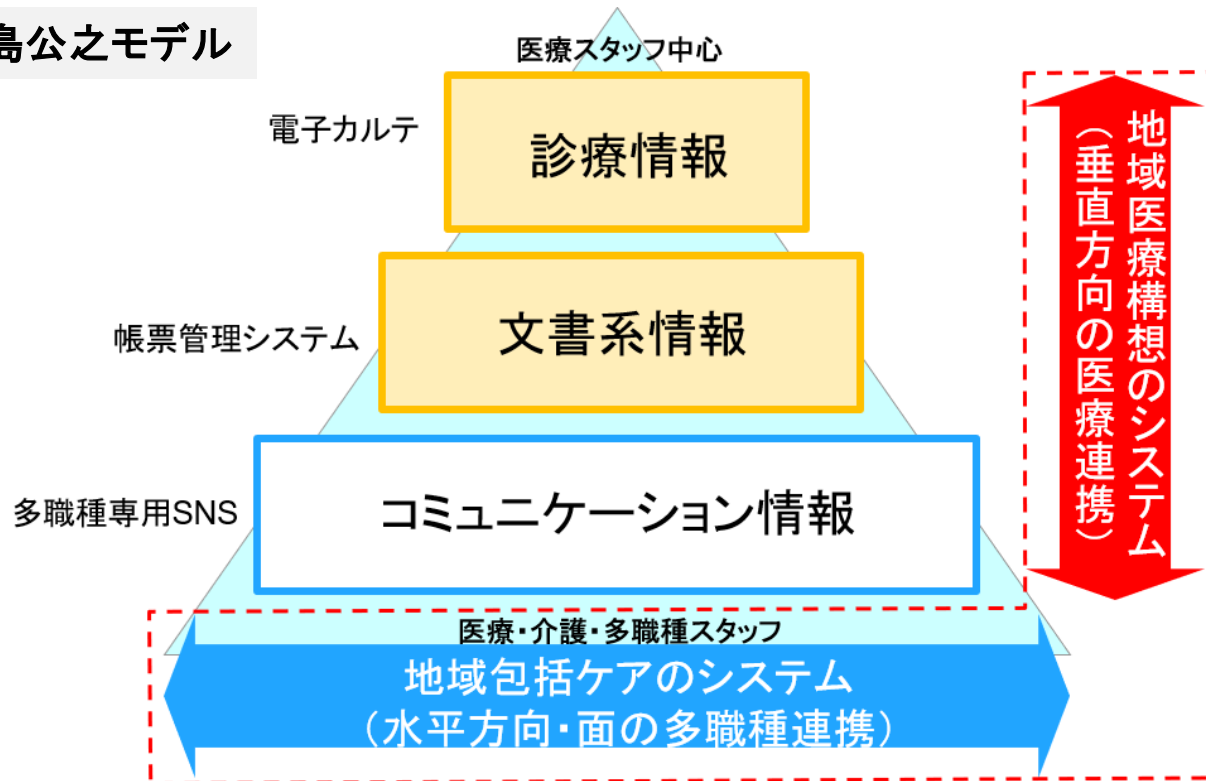 島公之モデル
医療スタッフ中心
電子カルテ
診療情報
帳票管理システム
文書系情報
多職種専用SNS
コミュニケーション情報
地域医療構想のシステム
（垂直方向の医療連携）
医療・介護・多職種スタッフ
地域包括ケアのシステム
（水平方向・面の多職種連携）